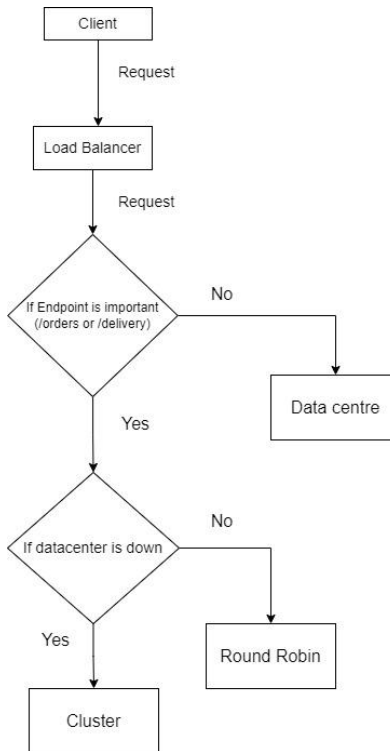 Client
Request
Load Balancer
Request
If Endpoint is important
(/orders or /delivery)
No
Data centre
Yes
If datacenter is down
No
Round Robin
Yes
Cluster